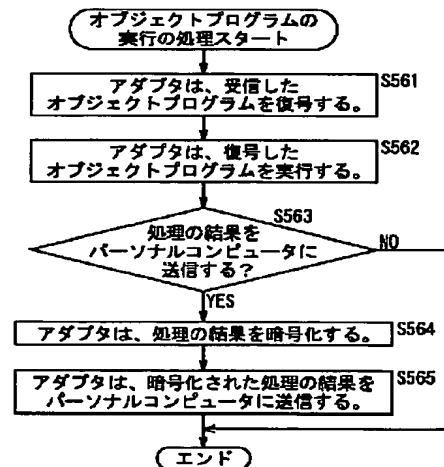 オブジェクトプログラムの
実行の処理スタート
S561
アダプタは、受信した
オブジェクトプログラムを復号する。
S562
アダプタは、復号した
オブジェクトプログラムを実行する。
S563
処理の結果を
パーソナルコンピュータに
送信する?
NO
YES
S564
アダプタは、処理の結果を暗号化する。
S565
アダプタは、暗号化された処理の結果を
パーソナルコンピュータに送信する。
エンド